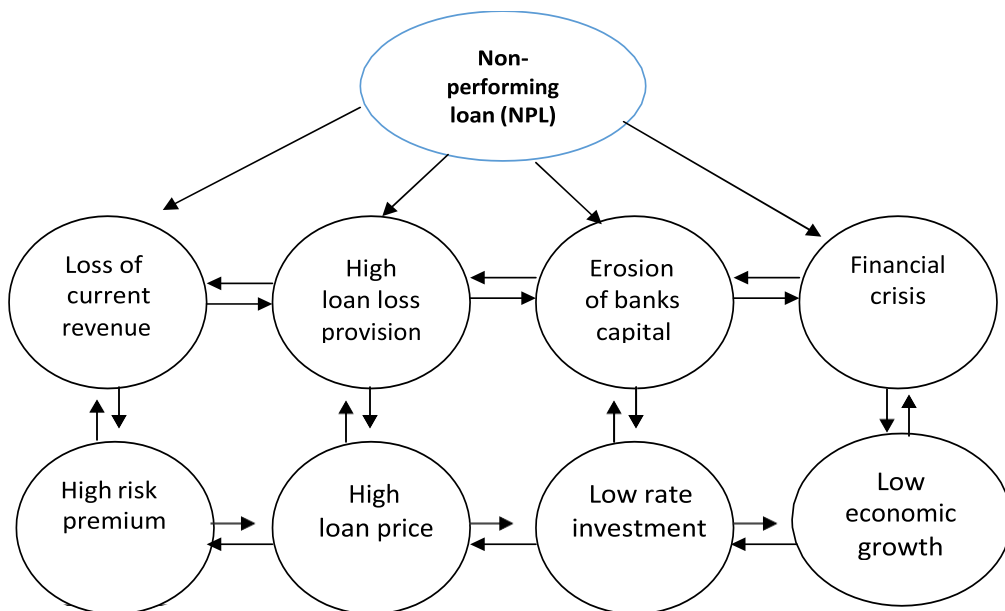 Non-
performing
loan (NPL)
Loss of
current
revenue
High
loan loss
provision
Erosion
of banks
capital
Financial
crisis
High risk
premium
High
loan price
Low rate
investment
Low
economic
growth